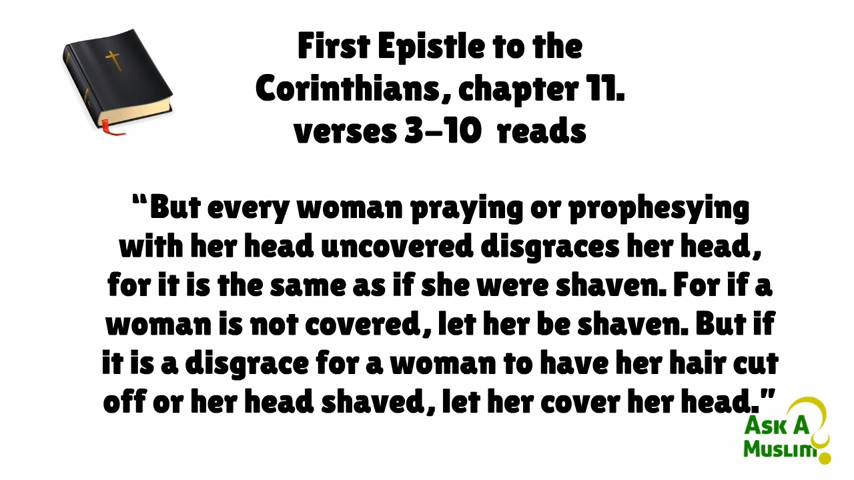 First Epistle to the
Corinthians, chapter 11.
verses 3–10 reads
“But every woman praying or prophesying
with her head uncovered disgraces her head,
for it is the same as if she were shaven. For if a
woman is not covered, let her be shaven. But if
it is a disgrace for a woman to have her hair cut
off or her head shaved, let her cover her head.”
Ask A
Muslim